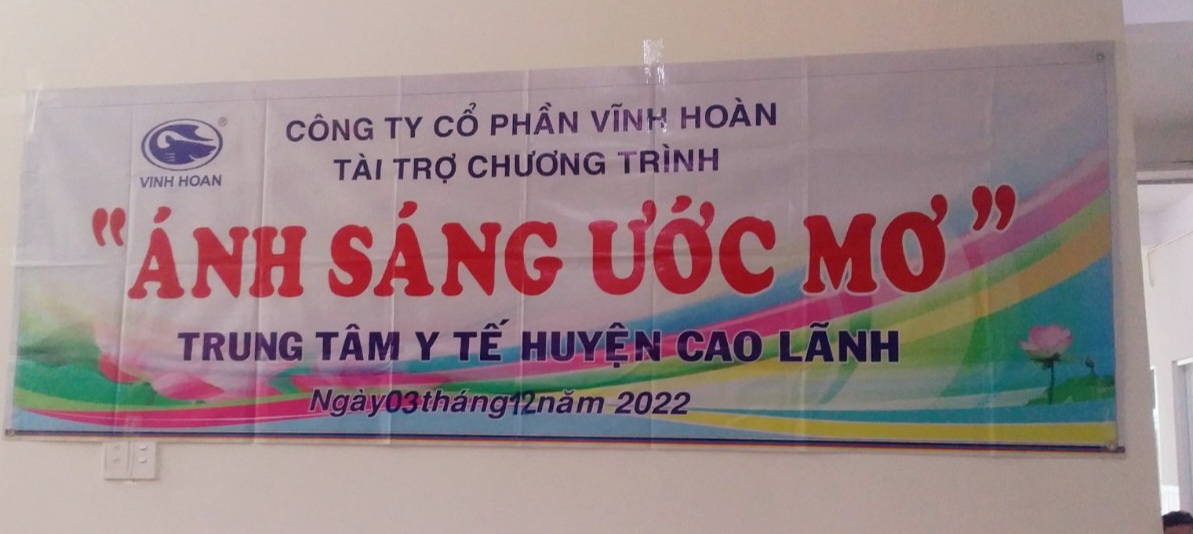 CÔNG TY CỔ PHẦN VĨNH HOÀN
VINH HOAN ®
TÀI TRỢ CHƯƠNG TRÌNH
“ÁNH SÁNG ƯỚC MƠ”
TRUNG TÂM Y TẾ HUYỆN CAO LÃNH
Ngày03tháng12năm 2022